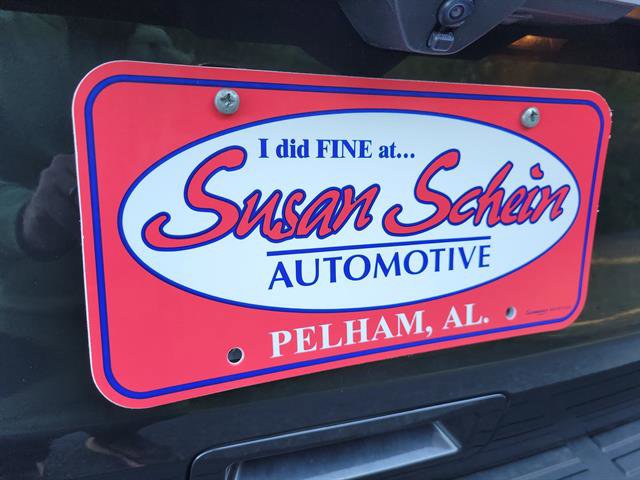 I did FINE at...
Susan Schein
AUTOMOTIVE
PELHAM, AL.